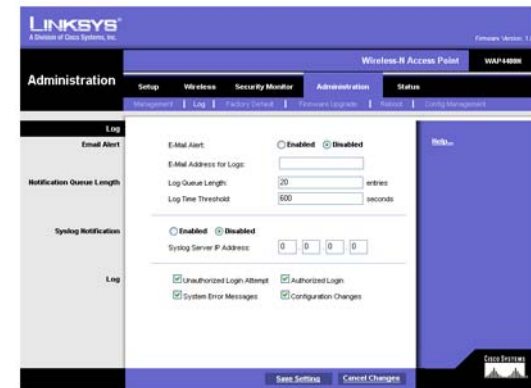 LINKSYS®
A Division of Cisco Systems, Inc.
Firmware Version: 1.
Wireless-N Access Point
WAP4400N
Administration
Setup
Wireless
Security Monitor
Administration
Status
Management
Log
Factory Default
Firmware Upgrade
Reboot
Config Management
Log
Email Alert
E-Mail Alert:
Enabled
Disabled
Help...
E-Mail Address for Logs:
Notification Queue Length
Log Queue Length:
20
entries
Log Time Threshold:
600
seconds
Syslog Notification
Enabled
Disabled
Syslog Server IP Address:
0
0
0
0
Log
Unauthorized Login Attempt
Authorized Login
System Error Messages
Configuration Changes
Save Setting
Cancel Changes
Cisco Systems